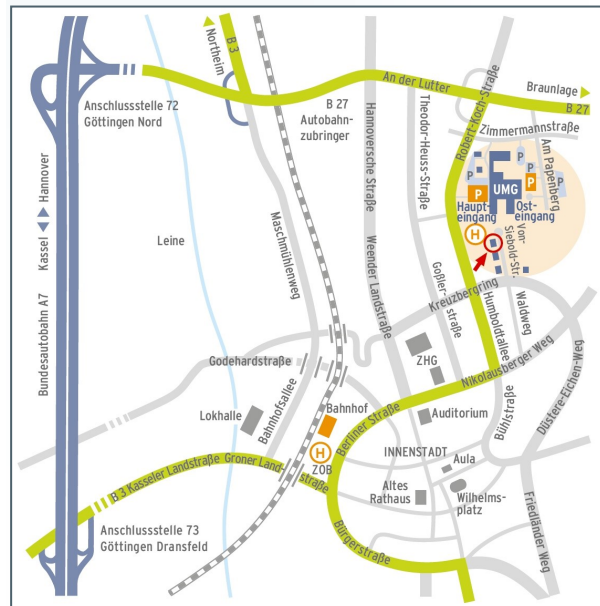 B 3
Northeim
An der Lutter
Braunlage
B 27
Anschlussstelle 72
Göttingen Nord
B 27
Autobahn-
zubringer
Hannoversche Straße
Theodor-Heuss-Straße
Robert-Koch-Straße
Zimmermannstraße
Am Papenberg
P
P
P
P
P
P
P
UMG
Haupt-
eingang
Ost-
eingang
H
Von-
Siebold-Str.
Kassel
Hannover
Leine
Maschmühlenweg
Weender Landstraße
Goßler-
straße
Kreuzbergring
Humboldtallee
Waldweg
Bundesautobahn A7
Godehardstraße
ZHG
Nikolausberger Weg
Düstere-Eichen-Weg
Lokhalle
Bahnhofsallee
Bahnhof
Berliner Straße
Auditorium
Bühlstraße
H
ZOB
INNENSTADT
B 3 Kasseler Landstraße
Groner Land-
straße
Aula
Altes
Rathaus
Wilhelms-
platz
Anschlussstelle 73
Göttingen Dransfeld
Bürgerstraße
Friedländer Weg